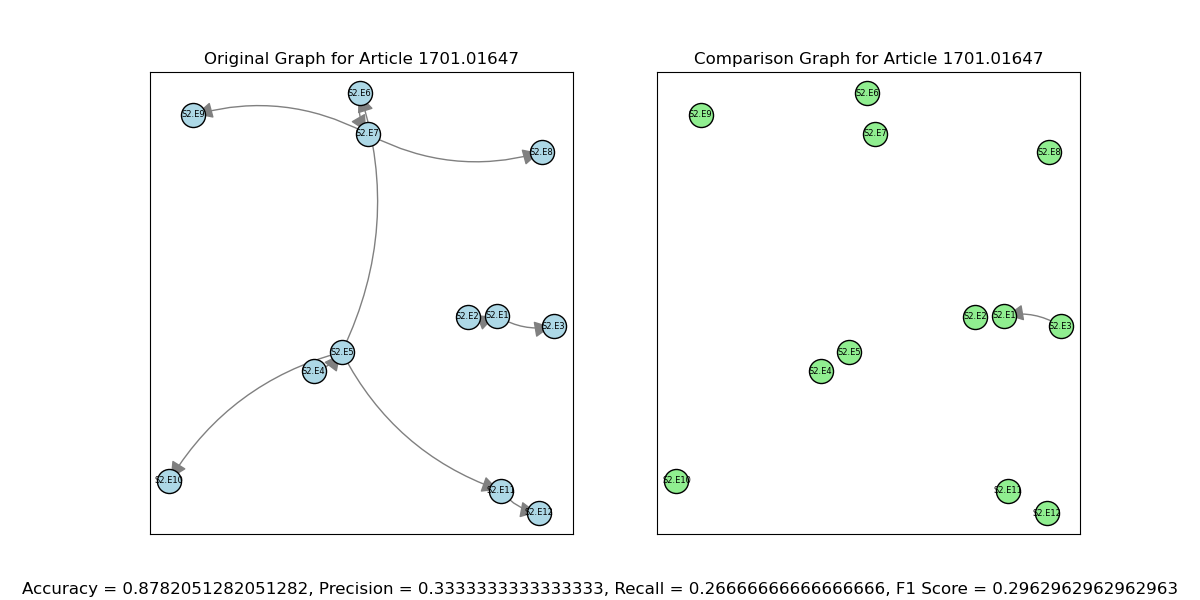 Original Graph for Article 1701.01647
Comparison Graph for Article 1701.01647
S2.E6
S2.E9
S2.E7
S2.E8
S2.E2
S2.E1
S2.E3
S2.E5
S2.E4
S2.E10
S2.E11
S2.E12
S2.E6
S2.E9
S2.E7
S2.E8
S2.E2
S2.E1
S2.E3
S2.E5
S2.E4
S2.E10
S2.E11
S2.E12
Accuracy = 0.8782051282051282, Precision = 0.3333333333333333, Recall = 0.26666666666666666, F1 Score = 0.2962962962962963